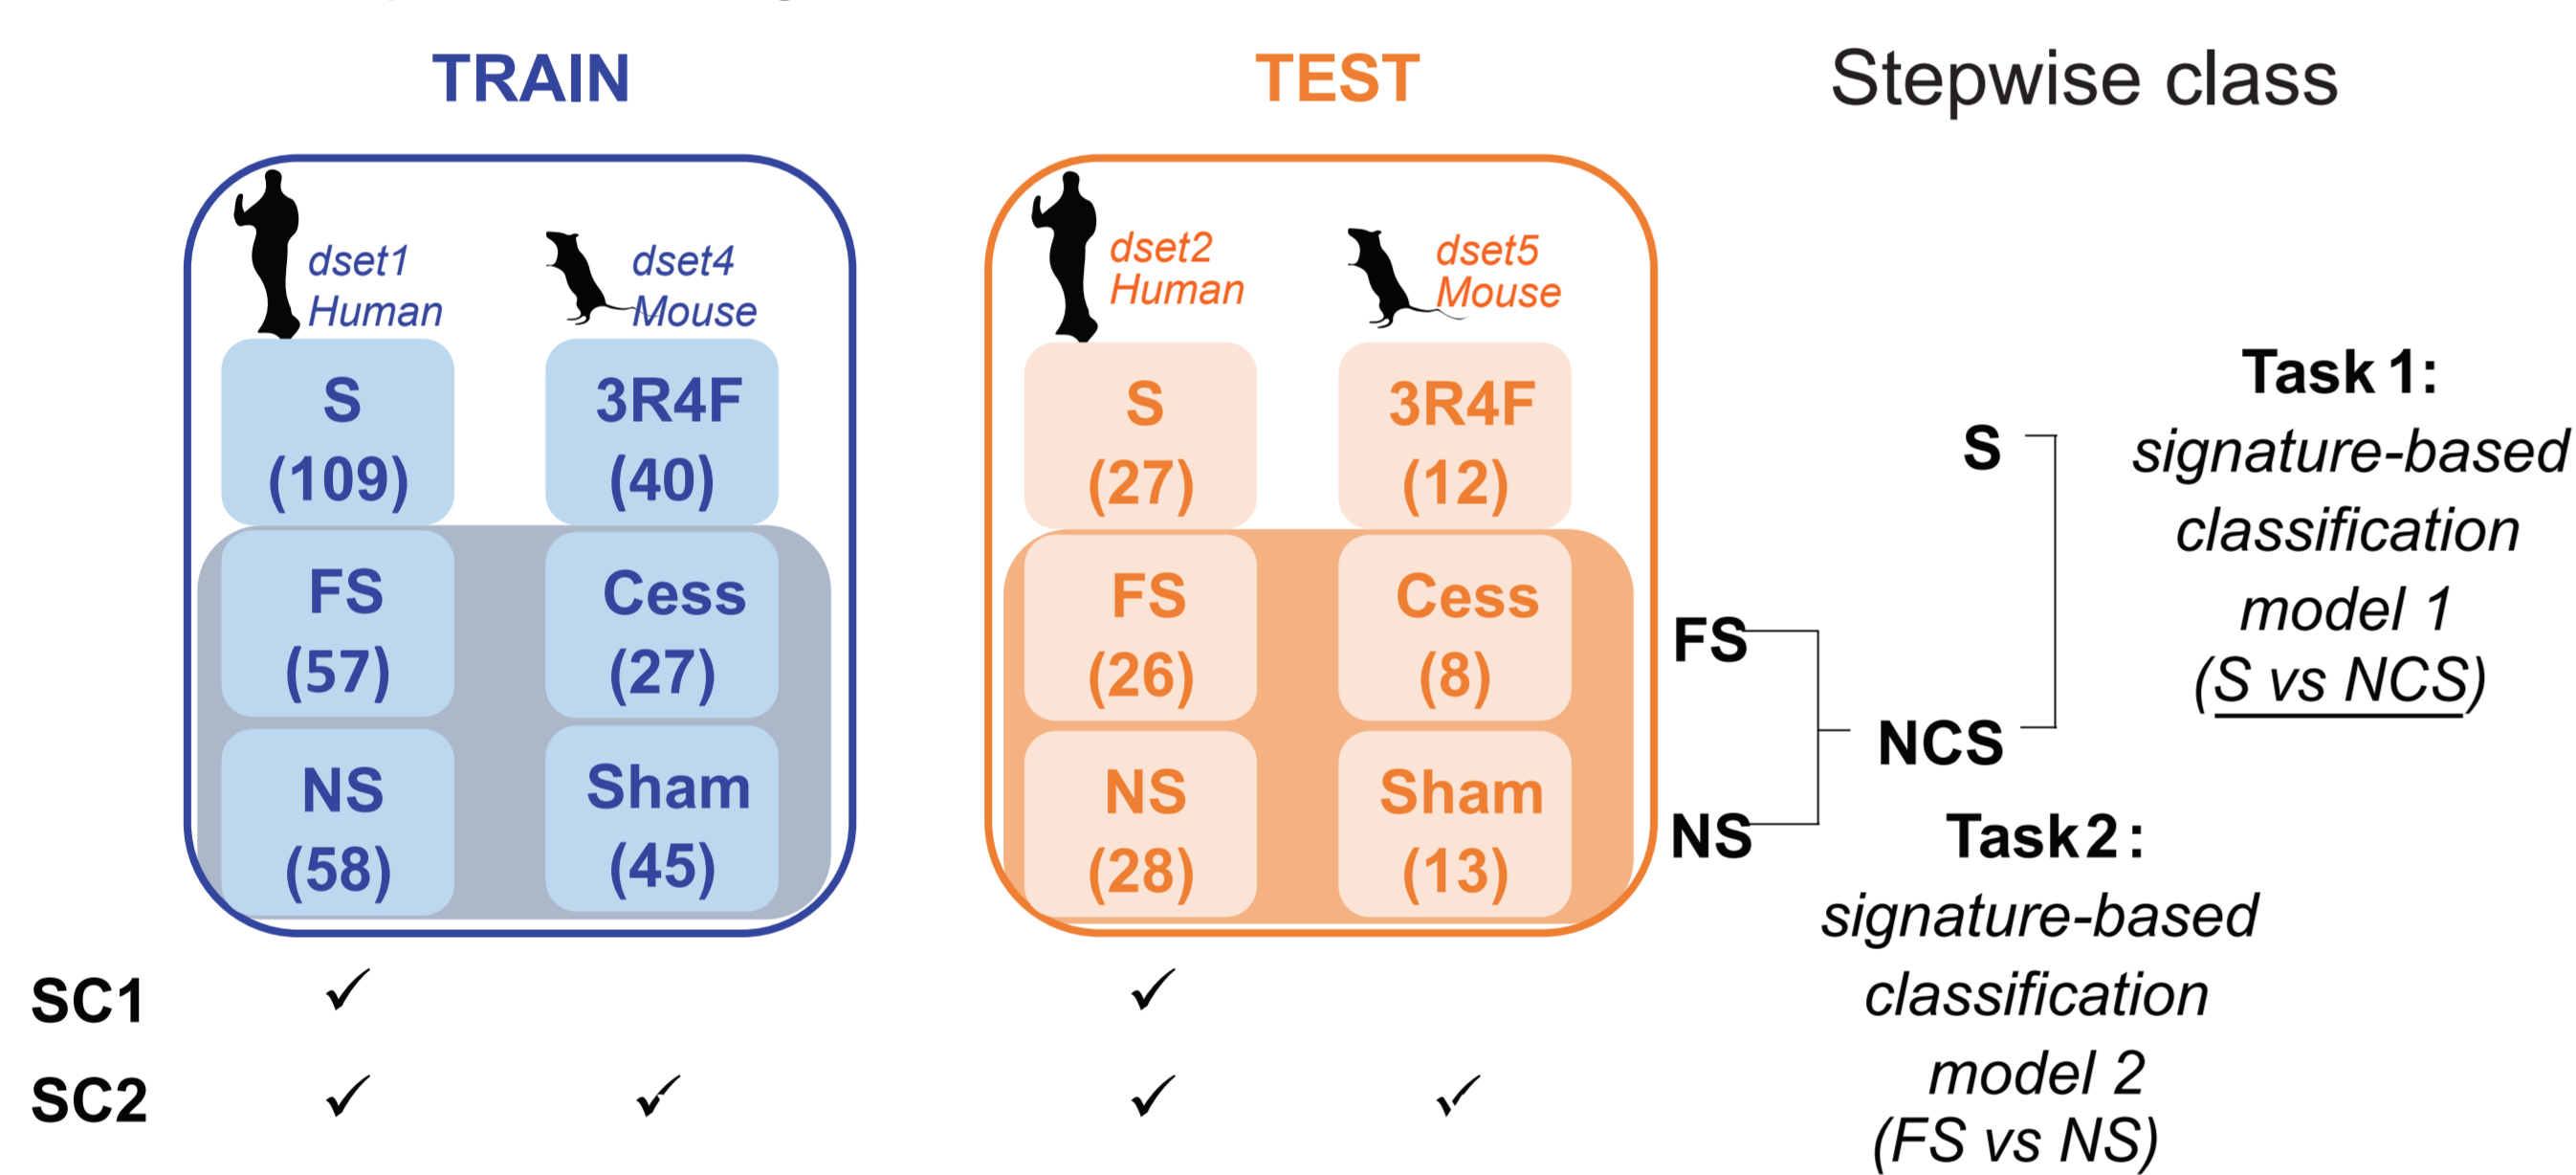 TRAIN
TEST
Stepwise class
dset1
Human
dset4
Mouse
dset2
Human
dset5
Mouse
S
(109)
3R4F
(40)
S
(27)
3R4F
(12)
FS
(57)
Cess
(27)
FS
(26)
Cess
(8)
NS
(58)
Sham
(45)
NS
(28)
Sham
(13)
S
FS
NCS
NS
Task 1:
signature-based
classification
model 1
(S vs NCS)
Task 2:
signature-based
classification
model 2
(FS vs NS)
SC1 ✓ ✓
SC2 ✓ ✓ ✓ ✓